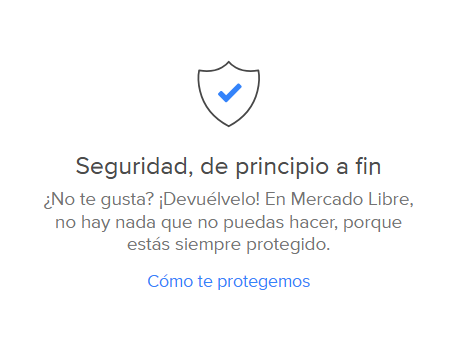 Seguridad, de principio a fin
¿No te gusta? ¡Devuélvelo! En Mercado Libre,
no hay nada que no puedas hacer, porque
estás siempre protegido.
Cómo te protegemos